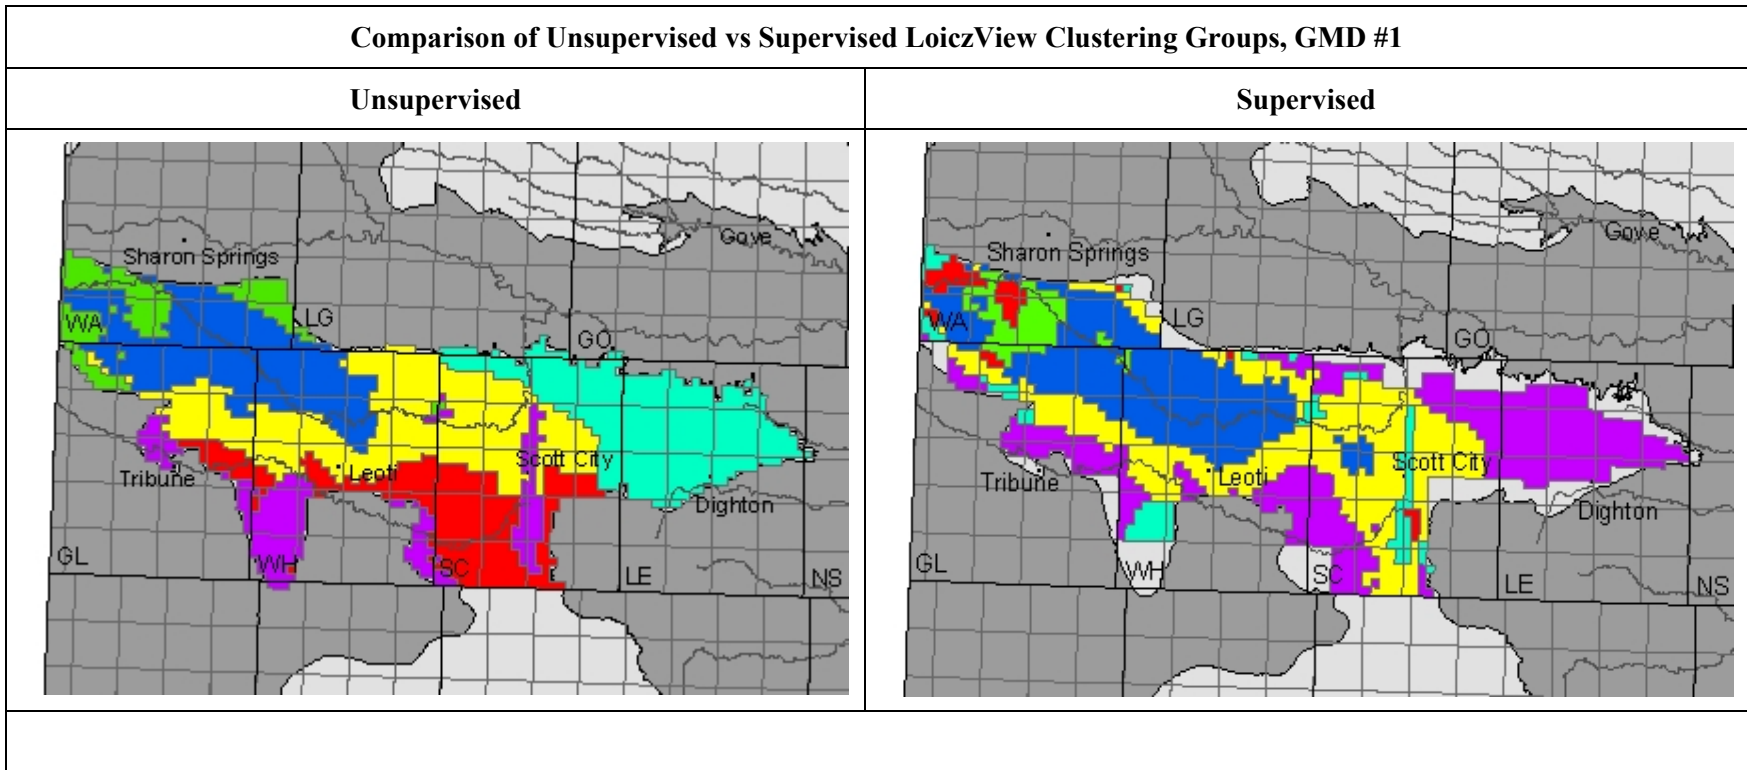 Comparison of Unsupervised vs Supervised LoiczView Clustering Groups, GMD #1
Unsupervised
Supervised
Gove
Sharon Springs
WA
LG
GO
Tribune
Leoti
Scott City
Dighton
GL
WH
SC
LE
NS
Gove
Sharon Springs
WA
LG
GO
Tribune
Leoti
Scott City
Dighton
GL
WH
SC
LE
NS